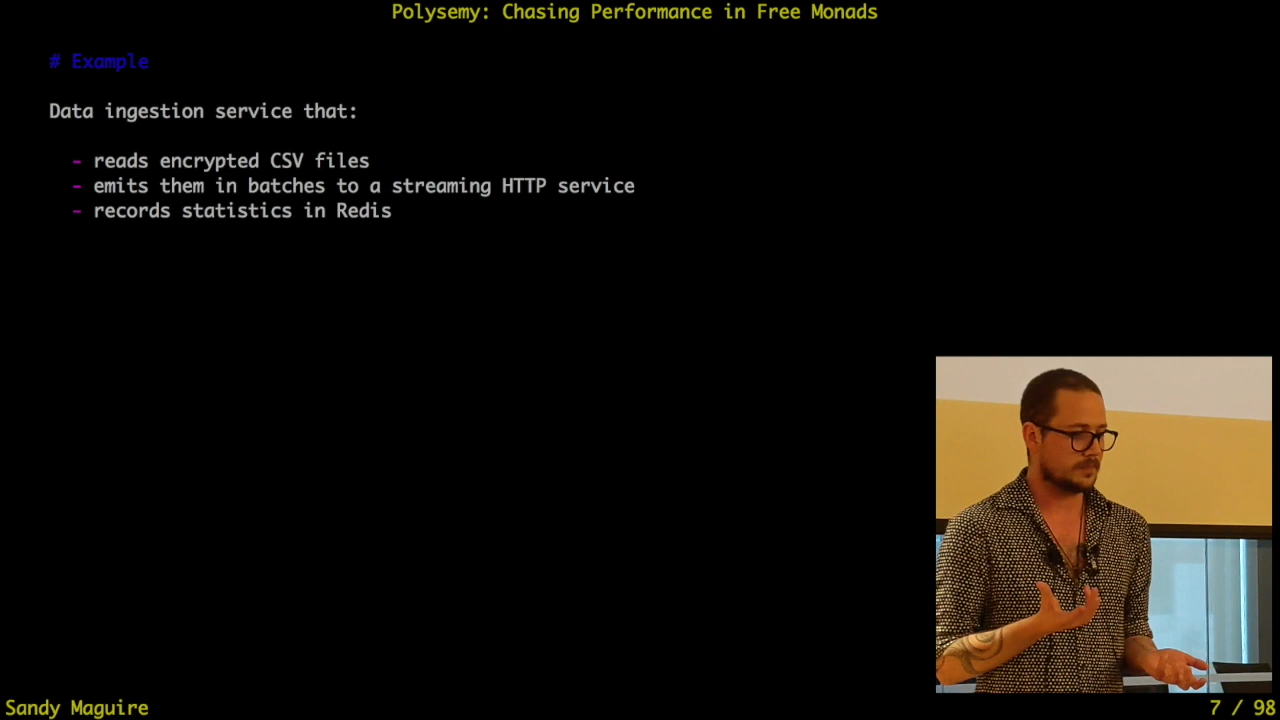 Polysemy: Chasing Performance in Free Monads
# Example
Data ingestion service that:
- reads encrypted CSV files
- emits them in batches to a streaming HTTP service
- records statistics in Redis
Sandy Maguire
7 / 98